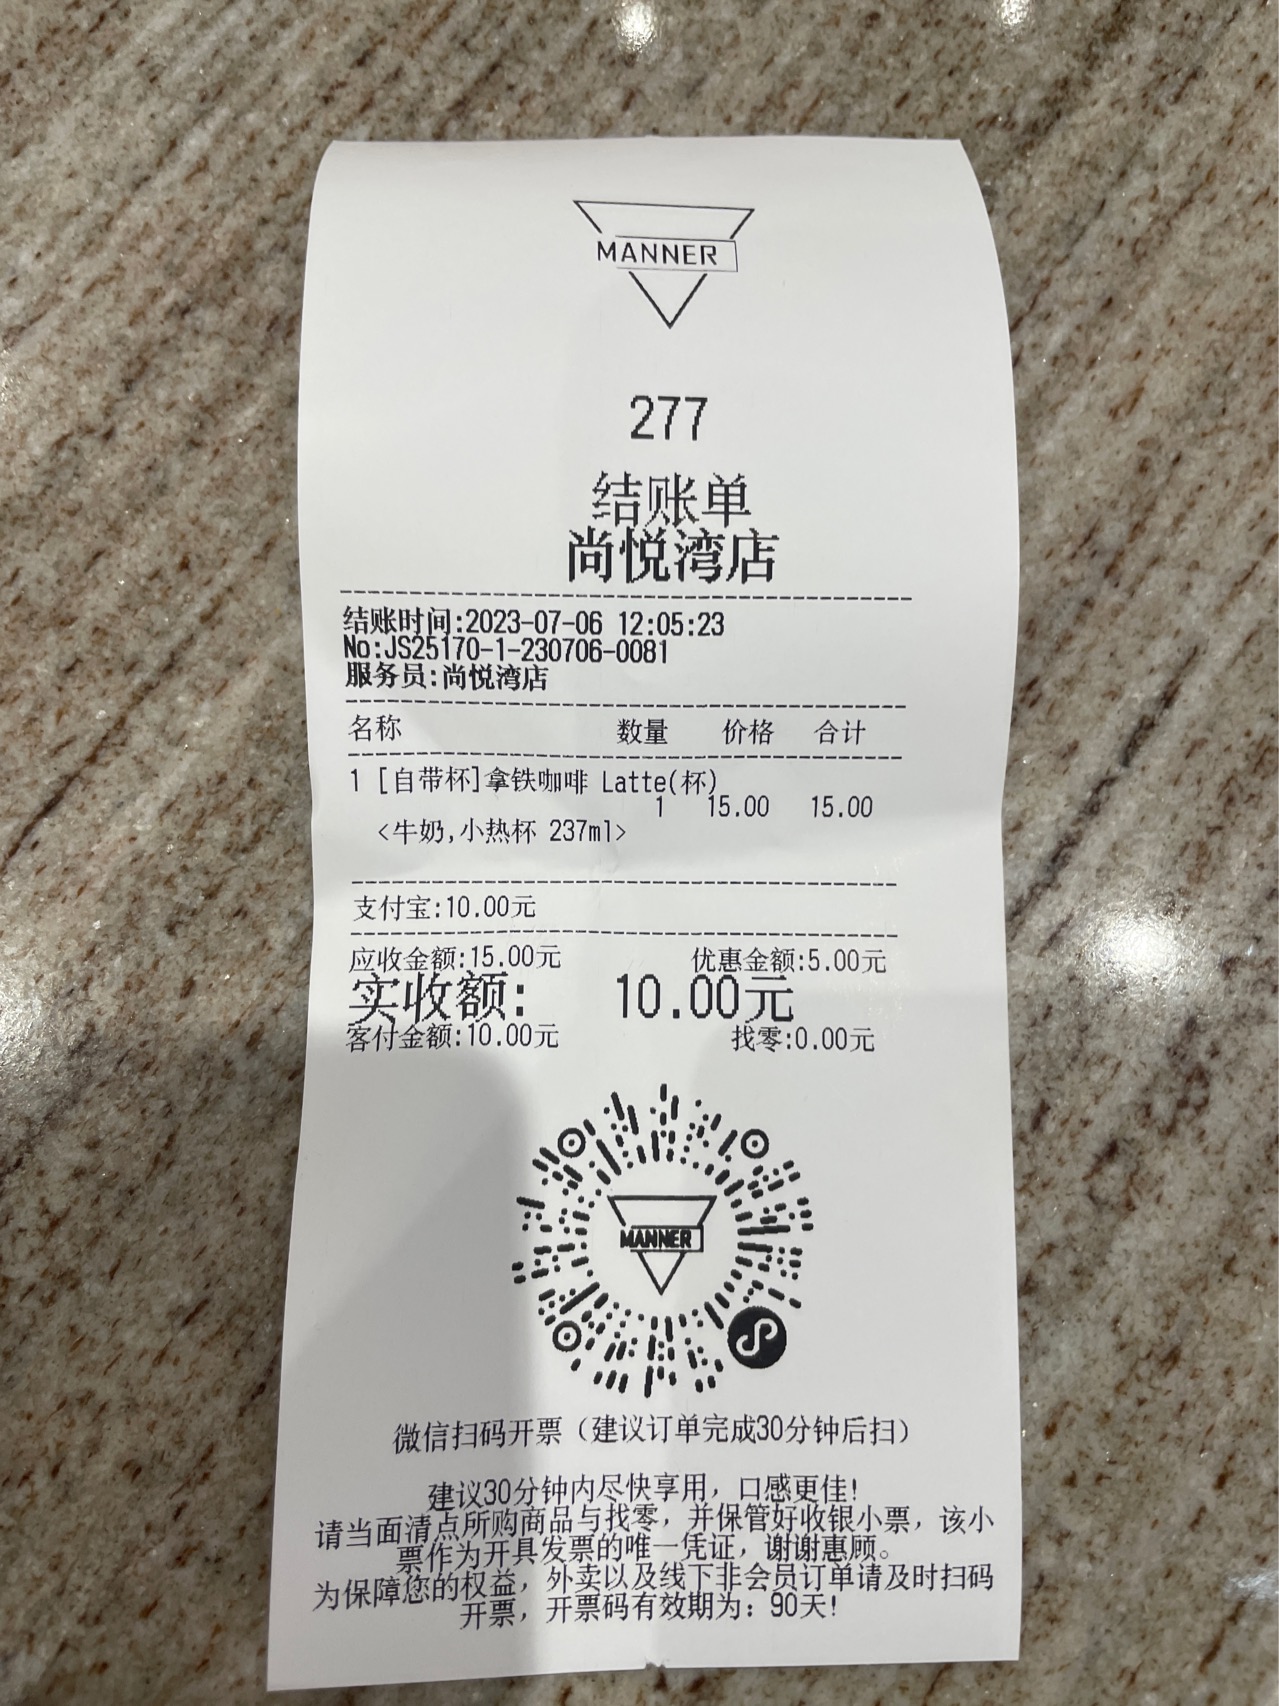 MANNER
277
结账单
尚悦湾店
结账时间:2023-07-06 12:05:23
No:JS25170-1-230706-0081
服务员:尚悦湾店
名称 数量 价格 合计
1 [自带杯]拿铁咖啡 Latte(杯)
1 15.00 15.00
<牛奶,小热杯 237ml>
支付宝:10.00元
应收金额:15.00元 优惠金额:5.00元
实收额: 10.00元
客付金额:10.00元 找零:0.00元
MANNER
微信扫码开票（建议订单完成30分钟后扫）
建议30分钟内尽快享用，口感更佳！
请当面清点所购商品与找零，并保管好收银小票，该小
票作为开具发票的唯一凭证，谢谢惠顾。
为保障您的权益，外卖以及线下非会员订单请及时扫码
开票，开票码有效期为：90天！